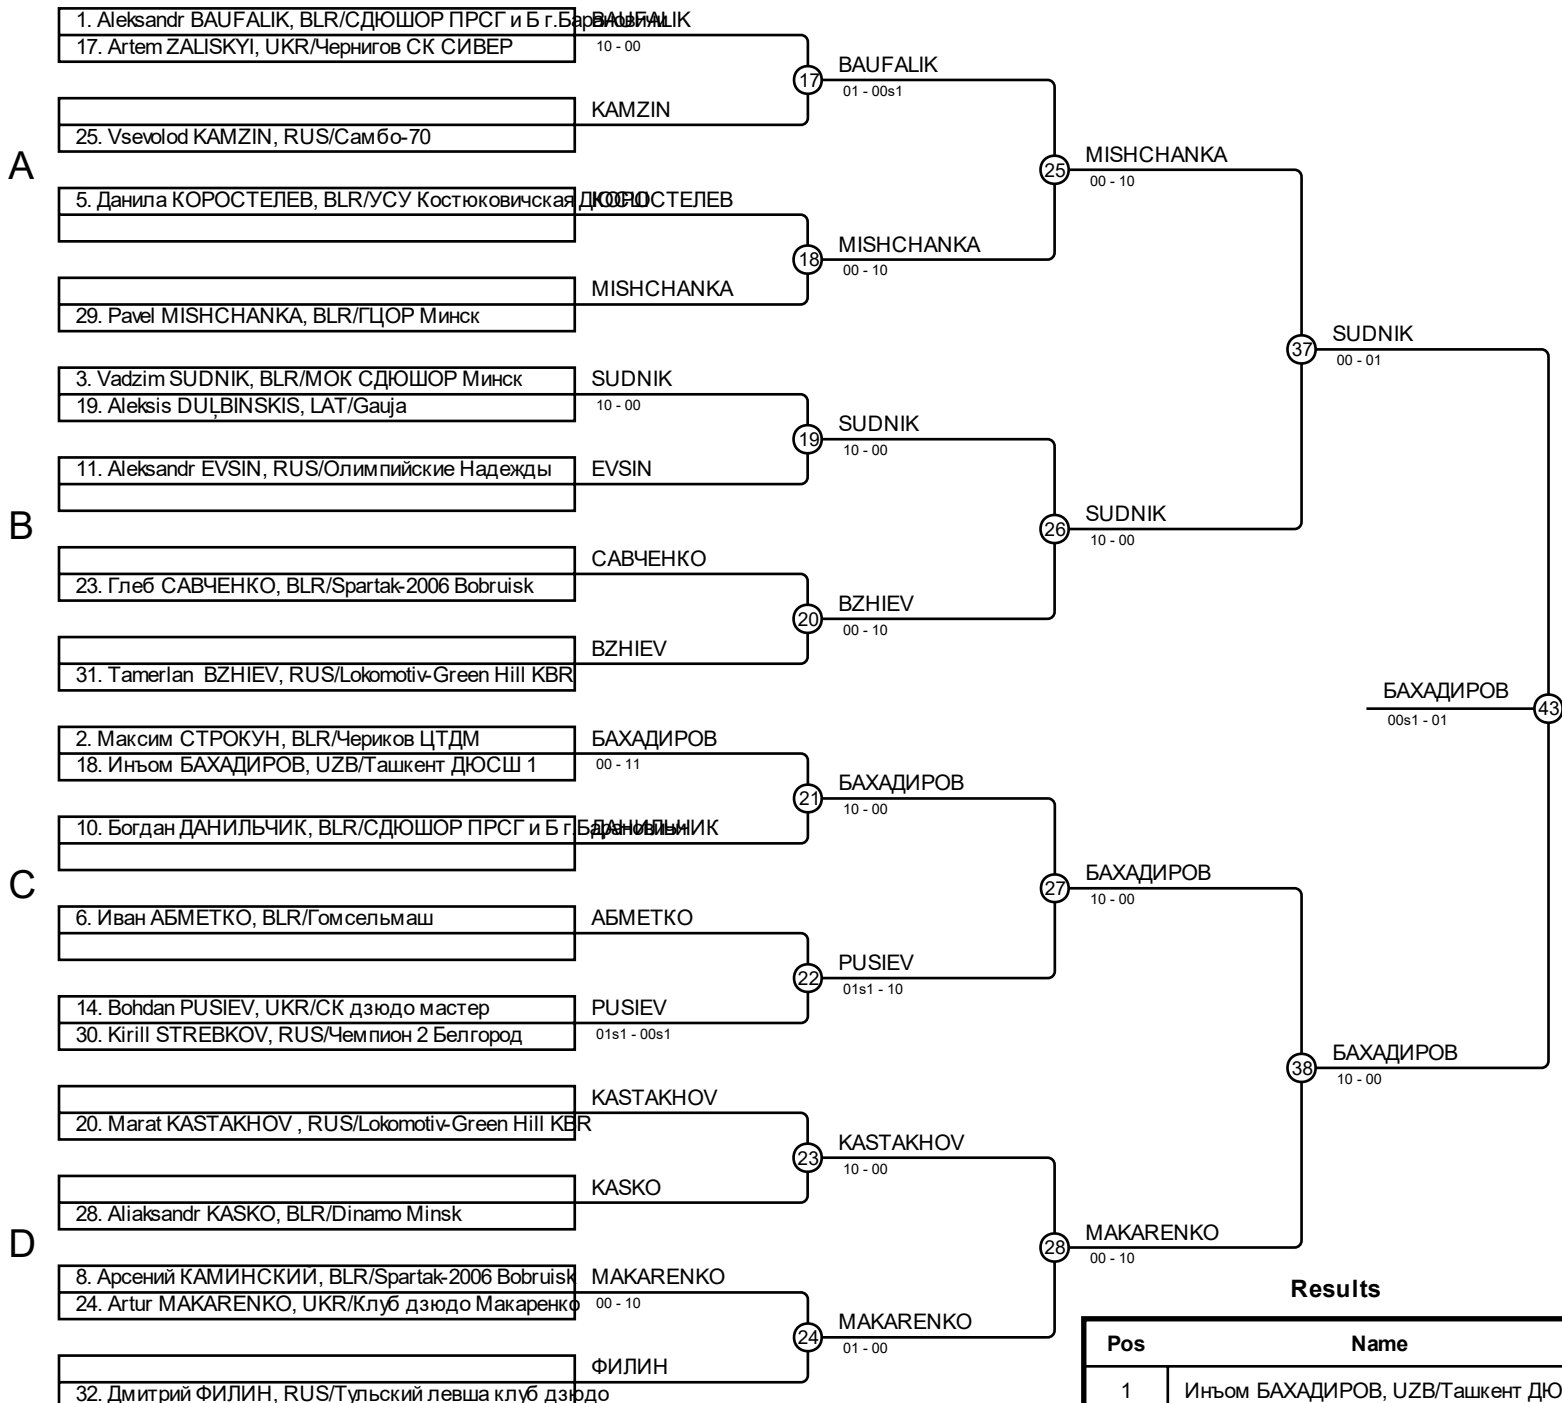 1. Aleksandr BAUFALIK, BLR/СДЮШОР ПРСГ и Б г.Барановичи
BAUFALIK
17. Artem ZALISKYI, UKR/Чернигов СК СИВЕР
10 - 00
17
BAUFALIK
01 - 00s1
KAMZIN
25. Vsevolod KAMZIN, RUS/Самбо-70
A
25
MISHCHANKA
00 - 10
5. Данила КОРОСТЕЛЕВ, BLR/УСУ Костюковичская ДЮСШ
КОРОСТЕЛЕВ
18
MISHCHANKA
00 - 10
MISHCHANKA
29. Pavel MISHCHANKA, BLR/ГЦОР Минск
37
SUDNIK
00 - 01
3. Vadzim SUDNIK, BLR/МОК СДЮШОР Минск
SUDNIK
19. Aleksis DUĻBINSKIS, LAT/Gauja
10 - 00
19
SUDNIK
10 - 00
11. Aleksandr EVSIN, RUS/Олимпийские Надежды
EVSIN
B
26
SUDNIK
10 - 00
САВЧЕНКО
23. Глеб САВЧЕНКО, BLR/Spartak-2006 Bobruisk
20
BZHIEV
00 - 10
BZHIEV
31. Tamerlan BZHIEV, RUS/Lokomotiv-Green Hill KBR
БАХАДИРОВ
00s1 - 01
43
2. Максим СТРОКУН, BLR/Чериков ЦТДМ
БАХАДИРОВ
18. Инъом БАХАДИРОВ, UZB/Ташкент ДЮСШ 1
00 - 11
21
БАХАДИРОВ
10 - 00
10. Богдан ДАНИЛЬЧИК, BLR/СДЮШОР ПРСГ и Б г.Барановичи
ДАНИЛЬЧИК
C
27
БАХАДИРОВ
10 - 00
6. Иван АБМЕТКО, BLR/Гомсельмаш
АБМЕТКО
22
PUSIEV
01s1 - 10
14. Bohdan PUSIEV, UKR/СК дзюдо мастер
PUSIEV
30. Kirill STREBKOV, RUS/Чемпион 2 Белгород
01s1 - 00s1
38
БАХАДИРОВ
10 - 00
KASTAKHOV
20. Marat KASTAKHOV , RUS/Lokomotiv-Green Hill KBR
23
KASTAKHOV
10 - 00
KASKO
28. Aliaksandr KASKO, BLR/Dinamo Minsk
D
28
MAKARENKO
00 - 10
8. Арсений КАМИНСКИЙ, BLR/Spartak-2006 Bobruisk
MAKARENKO
24. Artur MAKARENKO, UKR/Клуб дзюдо Макаренко
00 - 10
24
MAKARENKO
01 - 00
ФИЛИН
32. Дмитрий ФИЛИН, RUS/Тульский левша клуб дзюдо
Results
Pos Name
1 Инъом БАХАДИРОВ, UZB/Ташкент ДЮ